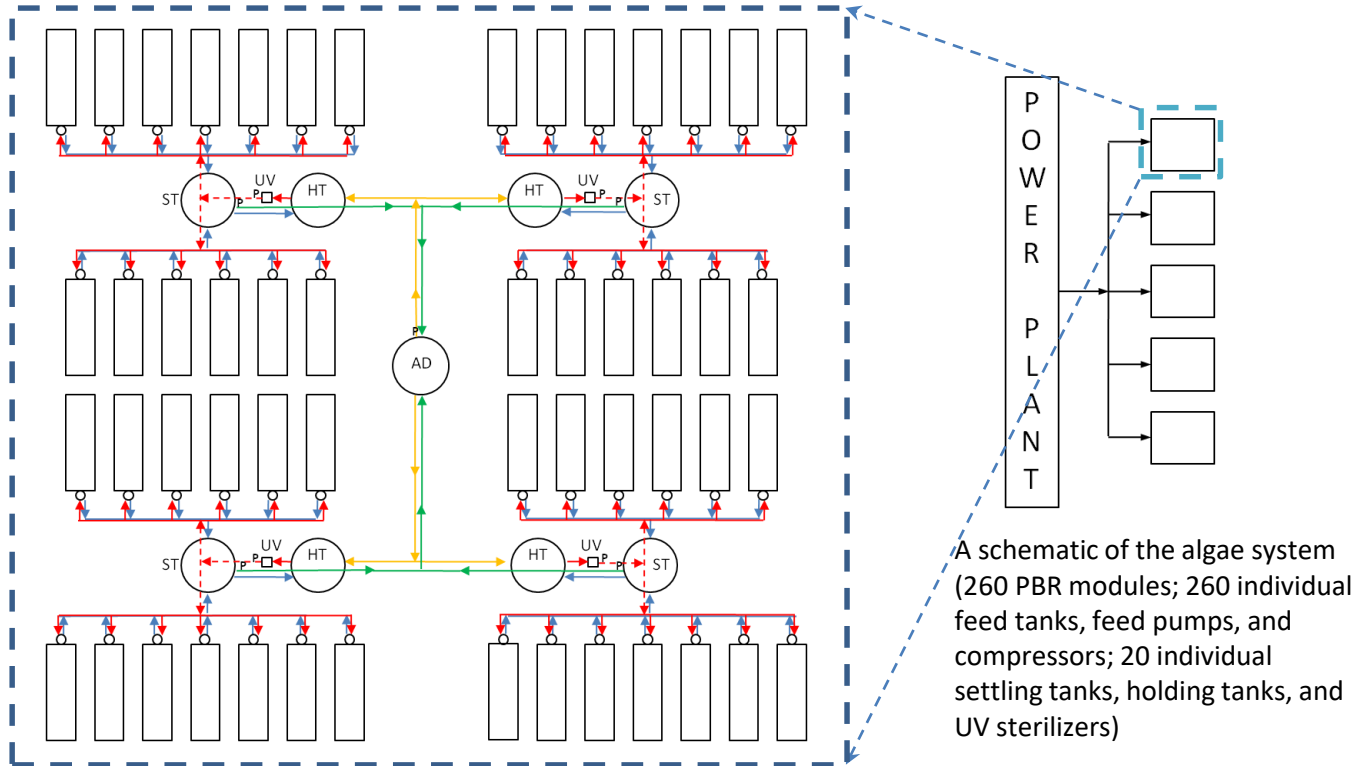 UV
HT
ST
P
P
HT
UV
P
ST
P
P
AD
UV
HT
ST
P
P
HT
UV
P
ST
P
P
O
W
E
R
P
L
A
N
T
A schematic of the algae system
(260 PBR modules; 260 individual
feed tanks, feed pumps, and
compressors; 20 individual
settling tanks, holding tanks, and
UV sterilizers)